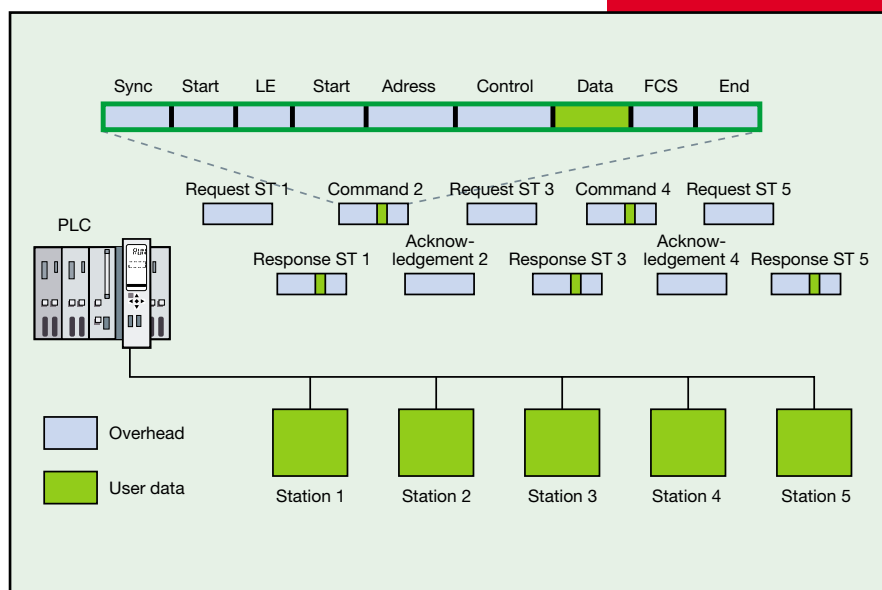 Sync Start LE Start Adress Control Data FCS End
Request ST 1 Command 2 Request ST 3 Command 4 Request ST 5
PLC
RUN
Response ST 1 Acknow-
ledgement 2 Response ST 3 Acknow-
ledgement 4 Response ST 5
Overhead
User data
Station 1 Station 2 Station 3 Station 4 Station 5